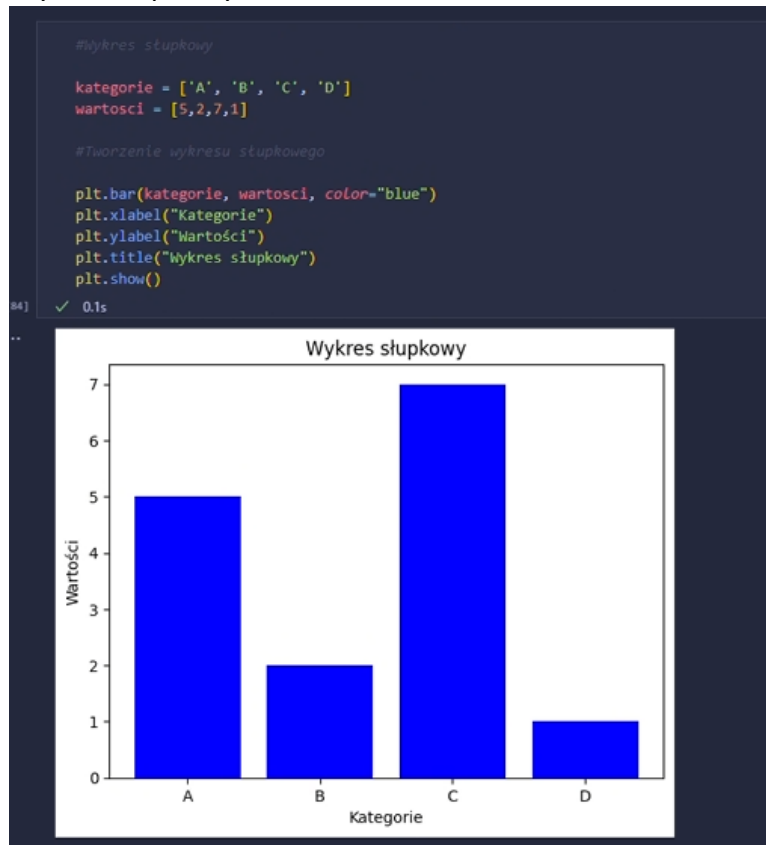 #Wykres słupkowy
kategorie = ['A', 'B', 'C', 'D']
wartosci = [5,2,7,1]
#Tworzenie wykresu słupkowego
plt.bar(kategorie, wartosci, color="blue")
plt.xlabel("Kategorie")
plt.ylabel("Wartości")
plt.title("Wykres słupkowy")
plt.show()
84]
✓ 0.1s
Wykres słupkowy
7
6
5
4
3
2
1
0
Wartości
A B C D
Kategorie